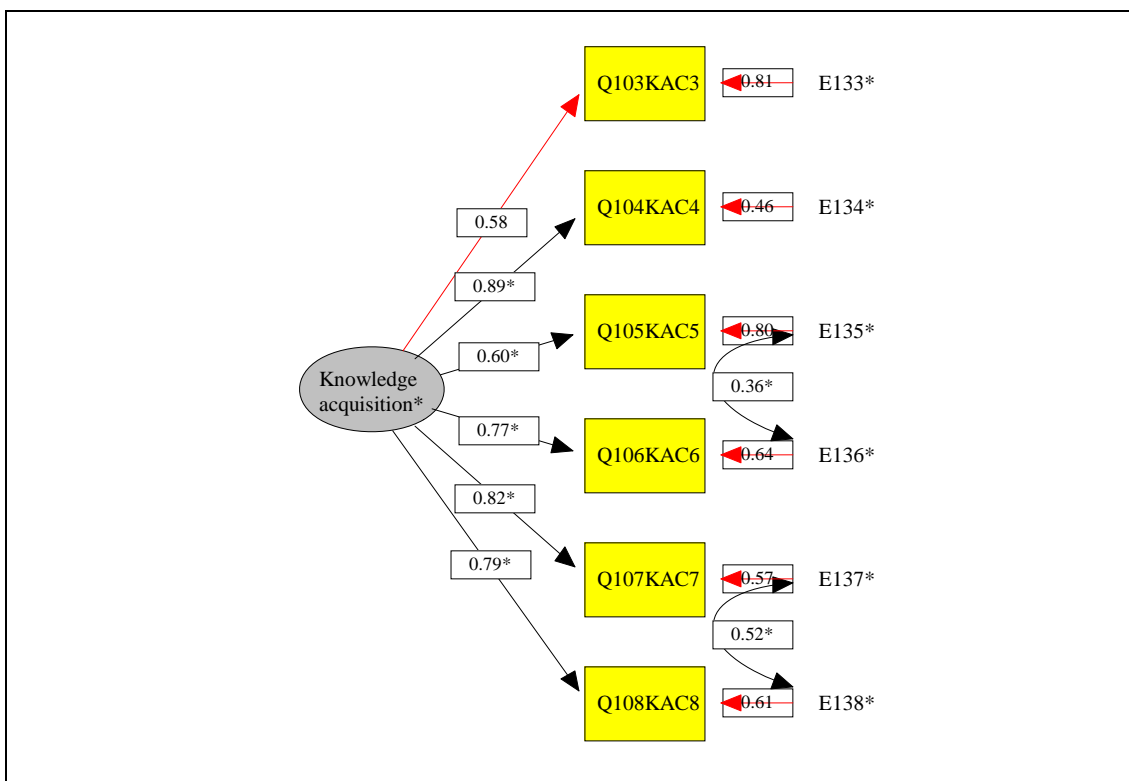 Q103KAC3
0.81
E133*
0.58
Q104KAC4
0.46
E134*
0.89*
Q105KAC5
0.80
E135*
0.60*
Knowledge
acquisition*
0.36*
0.77*
Q106KAC6
0.64
E136*
0.82*
0.79*
Q107KAC7
0.57
E137*
0.52*
Q108KAC8
0.61
E138*